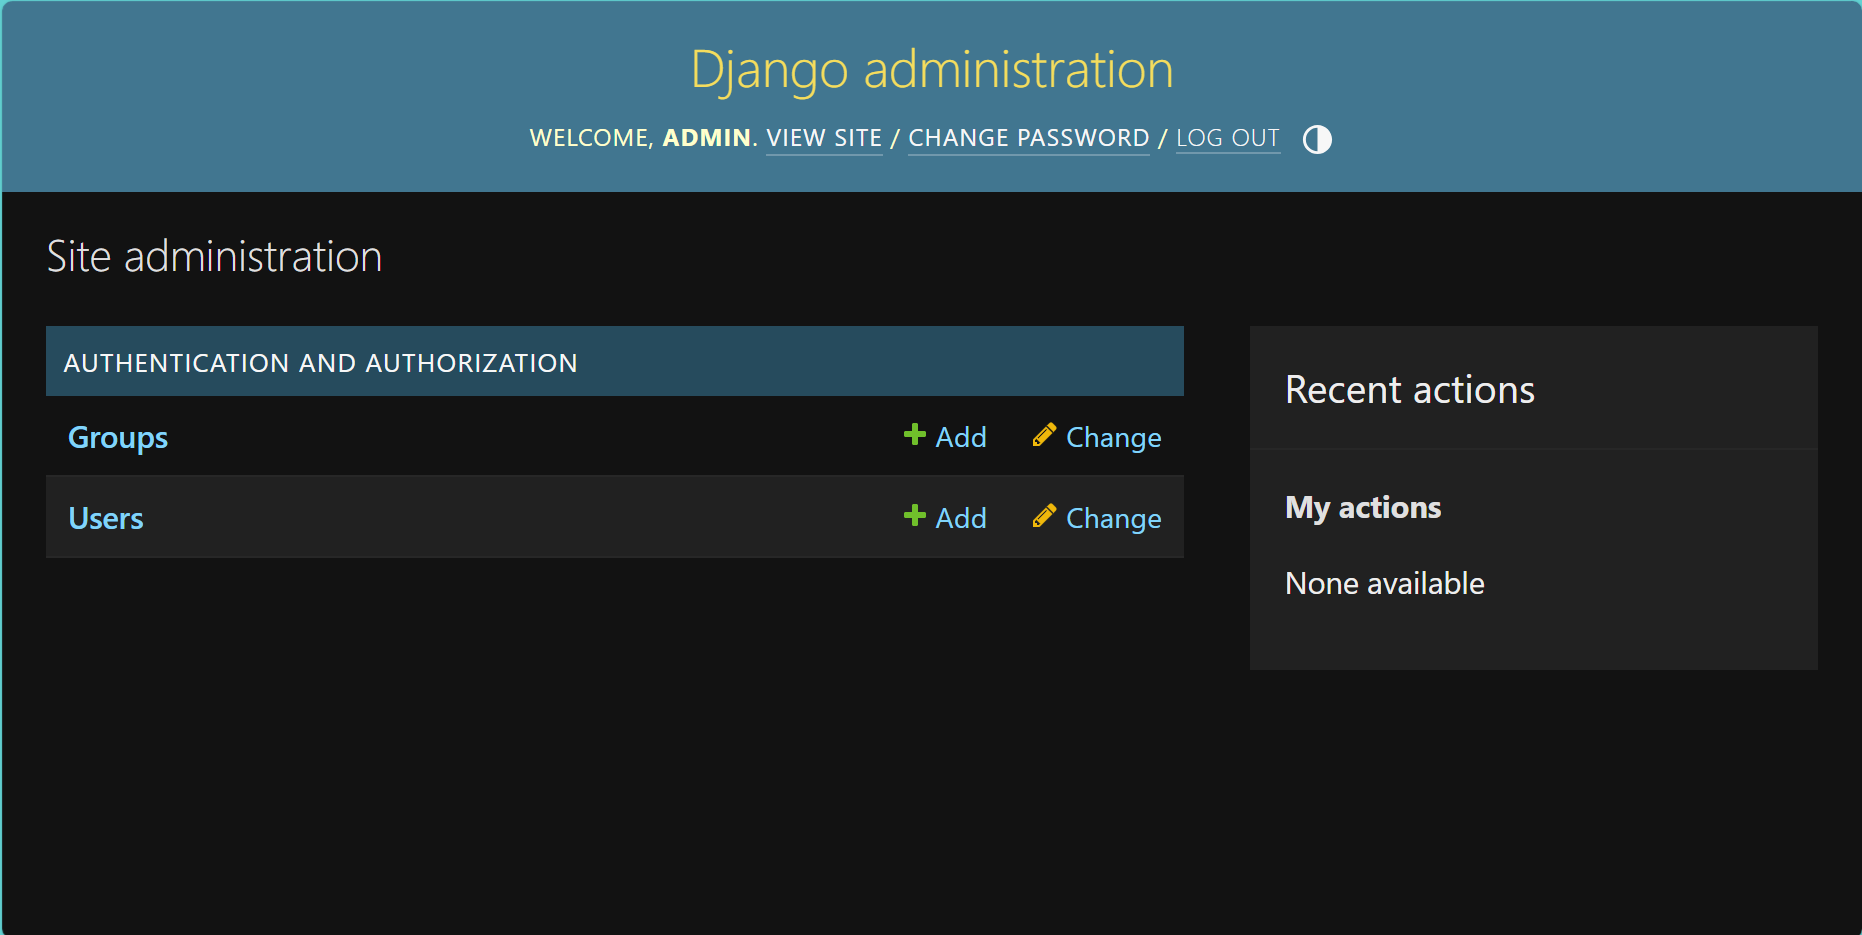 Django administration
WELCOME, ADMIN. VIEW SITE / CHANGE PASSWORD / LOG OUT
Site administration
AUTHENTICATION AND AUTHORIZATION
Groups Add Change
Users Add Change
Recent actions
My actions
None available